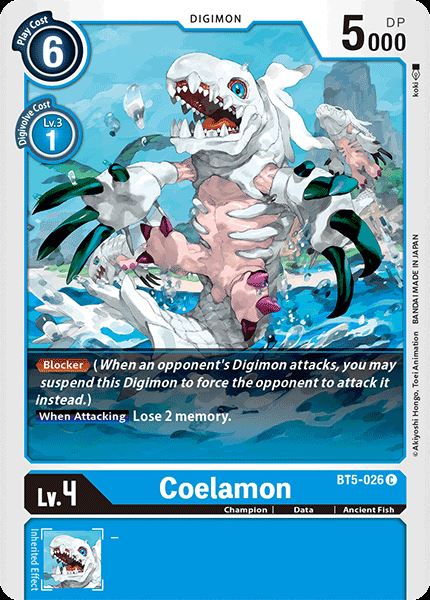 Play Cost
6
DIGIMON
DP
5000
Digivolve Cost
Lv.3
1
koki
©Akiyoshi Hongo, Toei Animation BANDAI MADE IN JAPAN
Blocker (When an opponent's Digimon attacks, you may
suspend this Digimon to force the opponent to attack it
instead.)
When Attacking Lose 2 memory.
BT5-026 C
Lv.4
Coelamon
Champion | Data | Ancient Fish
Inherited Effect
–